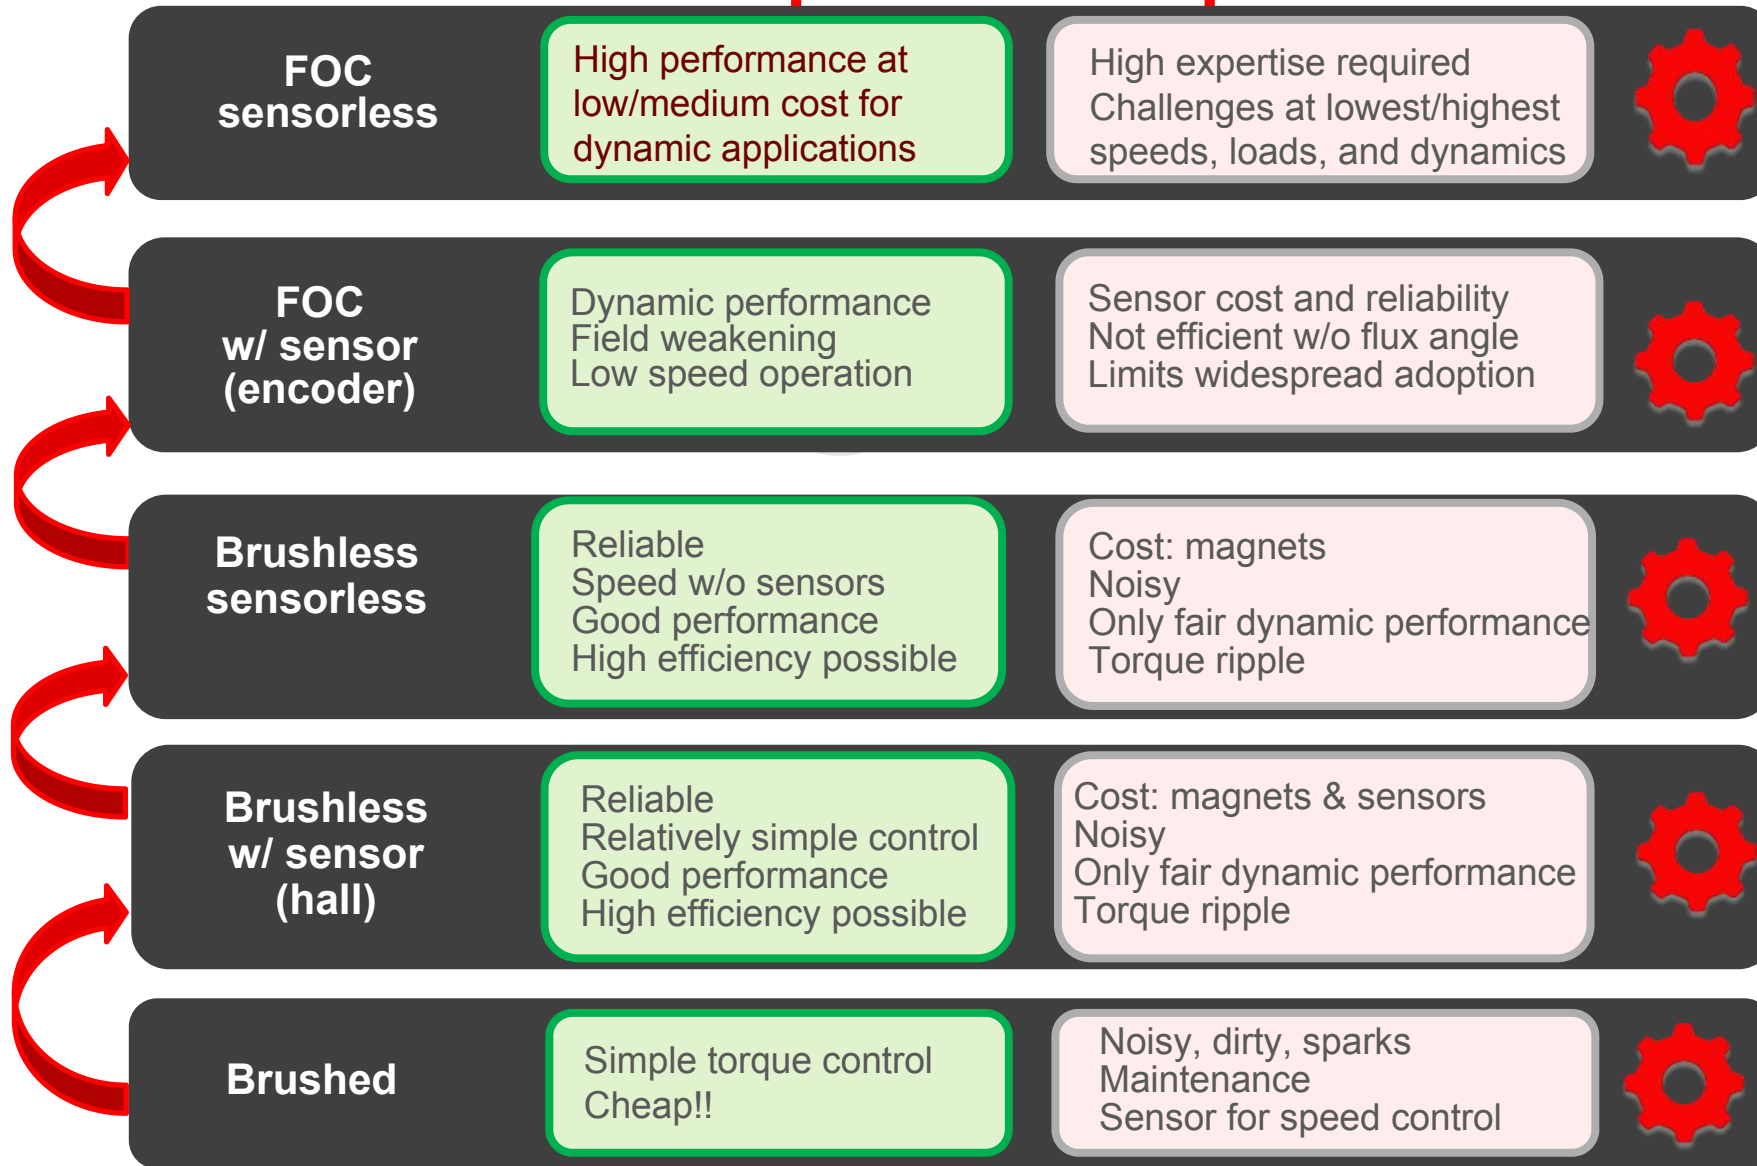 FOC
sensorless
High performance at
low/medium cost for
dynamic applications
High expertise required
Challenges at lowest/highest
speeds, loads, and dynamics
FOC
w/ sensor
(encoder)
Dynamic performance
Field weakening
Low speed operation
Sensor cost and reliability
Not efficient w/o flux angle
Limits widespread adoption
Brushless
sensorless
Reliable
Speed w/o sensors
Good performance
High efficiency possible
Cost: magnets
Noisy
Only fair dynamic performance
Torque ripple
Brushless
w/ sensor
(hall)
Reliable
Relatively simple control
Good performance
High efficiency possible
Cost: magnets & sensors
Noisy
Only fair dynamic performance
Torque ripple
Brushed
Simple torque control
Cheap!!
Noisy, dirty, sparks
Maintenance
Sensor for speed control